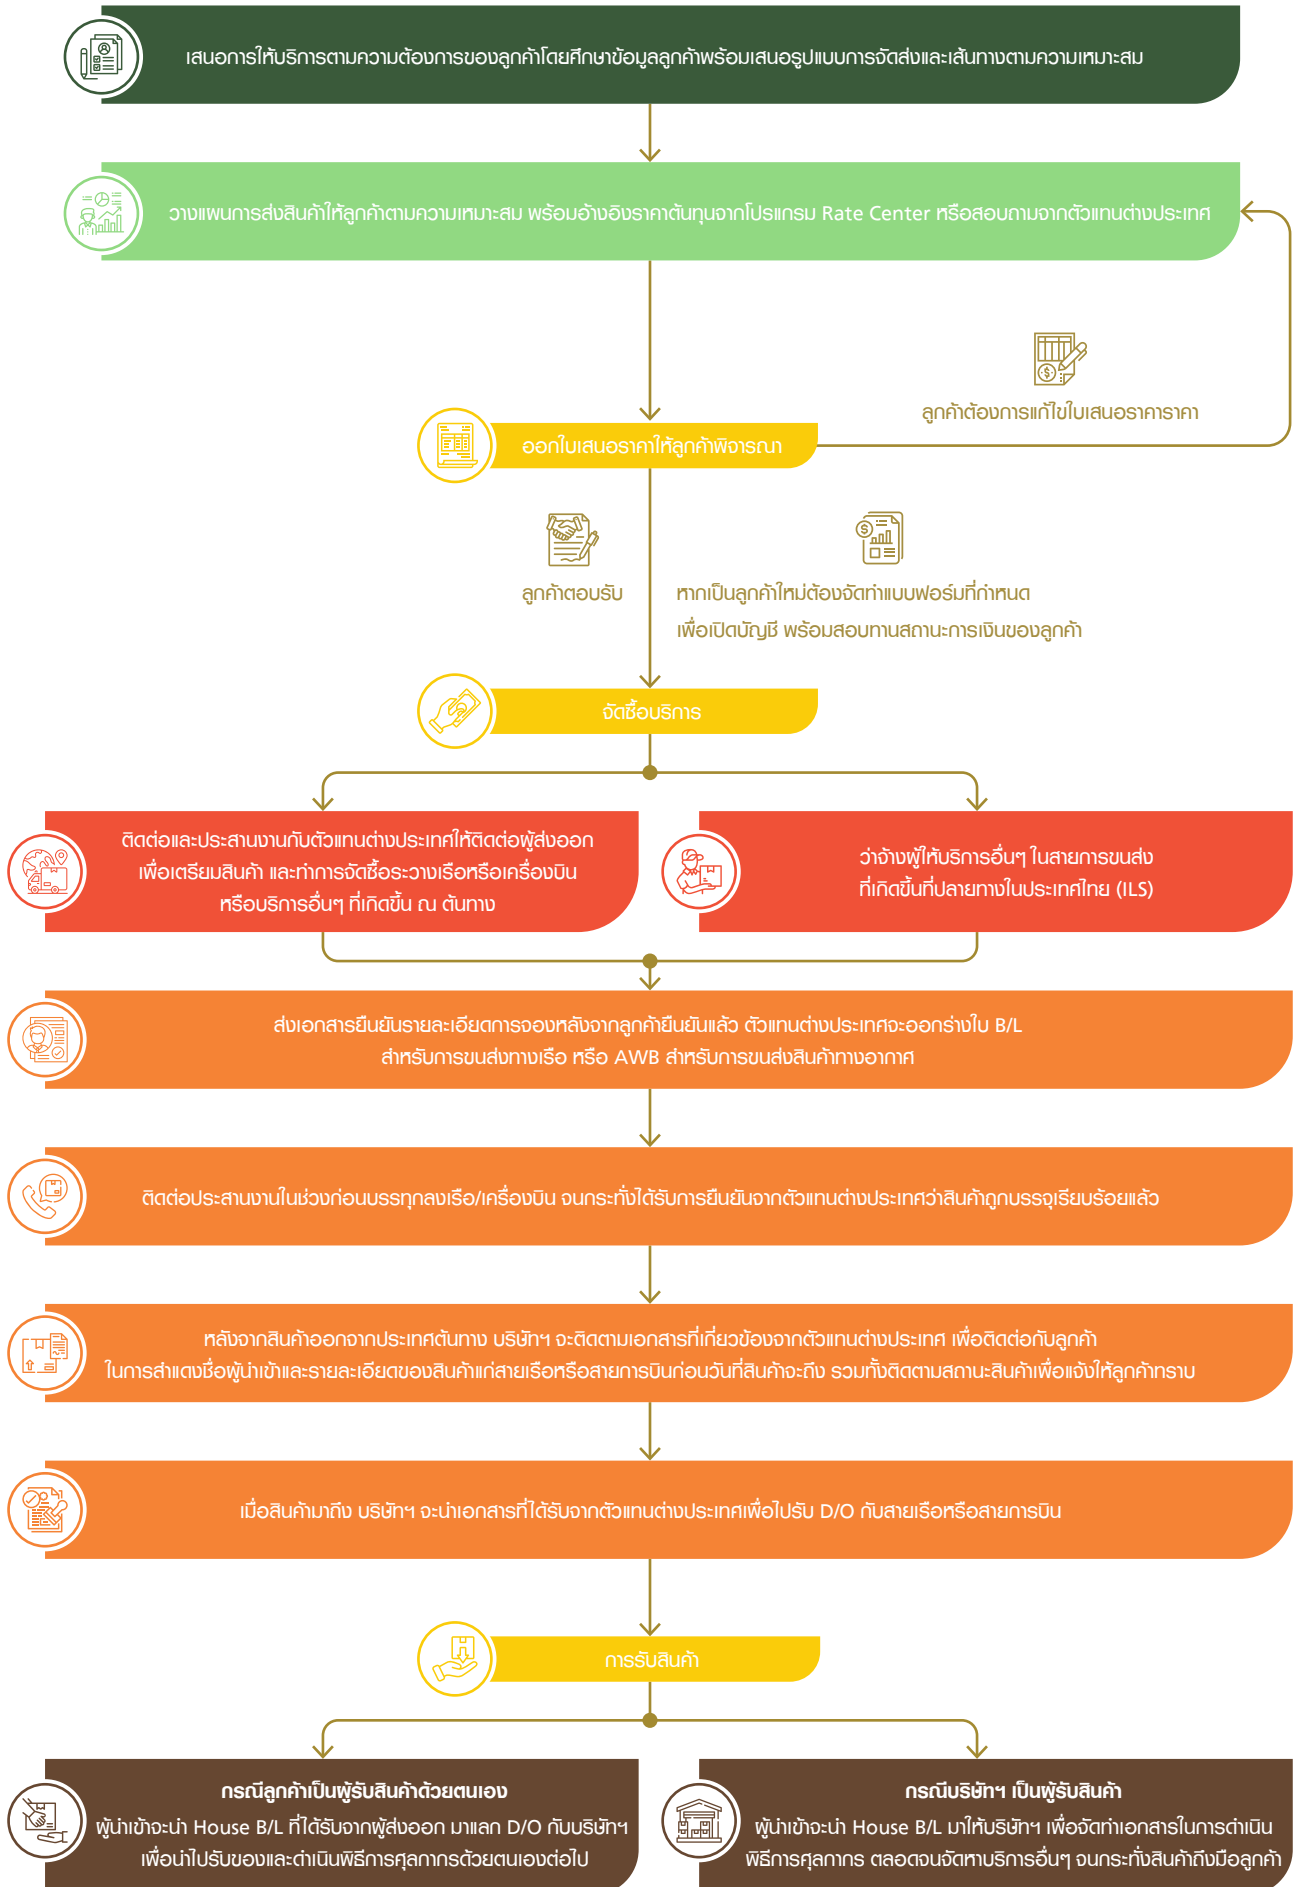 เสนอการให้บริการตามความต้องการของลูกค้าโดยศึกษาข้อมูลลูกค้าพร้อมเสนอรูปแบบการจัดส่งและเส้นทางตามความเหมาะสม
วางแผนการส่งสินค้าให้ลูกค้าตามความเหมาะสม พร้อมอ้างอิงราคาต้นทุนจากโปรแกรม Rate Center หรือสอบถามจากตัวแทนต่างประเทศ
ลูกค้าต้องการแก้ไขใบเสนอราคาราคา
ออกใบเสนอราคาให้ลูกค้าพิจารณา
ลูกค้าตอบรับ
หากเป็นลูกค้าใหม่ต้องจัดทำแบบฟอร์มที่กำหนด
เพื่อเปิดบัญชี พร้อมสอบทานสถานะการเงินของลูกค้า
จัดซื้อบริการ
ติดต่อและประสานงานกับตัวแทนต่างประเทศให้ติดต่อผู้ส่งออก
เพื่อเตรียมสินค้า และทำการจัดซื้อระวางเรือหรือเครื่องบิน
หรือบริการอื่นๆ ที่เกิดขึ้น ณ ต้นทาง
ว่าจ้างผู้ให้บริการอื่นๆ ในสายการขนส่ง
ที่เกิดขึ้นที่ปลายทางในประเทศไทย (ILS)
ส่งเอกสารยืนยันรายละเอียดการจองหลังจากลูกค้ายืนยันแล้ว ตัวแทนต่างประเทศจะออกร่างใบ B/L
สำหรับการขนส่งทางเรือ หรือ AWB สำหรับการขนส่งสินค้าทางอากาศ
ติดต่อประสานงานในช่วงก่อนบรรทุกลงเรือ/เครื่องบิน จนกระทั่งได้รับการยืนยันจากตัวแทนต่างประเทศว่าสินค้าถูกบรรจุเรียบร้อยแล้ว
หลังจากสินค้าออกจากประเทศต้นทาง บริษัทฯ จะติดตามเอกสารที่เกี่ยวข้องจากตัวแทนต่างประเทศ เพื่อติดต่อกับลูกค้า
ในการสำแดงชื่อผู้นำเข้าและรายละเอียดของสินค้าแก่สายเรือหรือสายการบินก่อนวันที่สินค้าจะถึง รวมทั้งติดตามสถานะสินค้าเพื่อแจ้งให้ลูกค้าทราบ
เมื่อสินค้ามาถึง บริษัทฯ จะนำเอกสารที่ได้รับจากตัวแทนต่างประเทศเพื่อไปรับ D/O กับสายเรือหรือสายการบิน
การรับสินค้า
กรณีลูกค้าเป็นผู้รับสินค้าด้วยตนเอง
ผู้นำเข้าจะนำ House B/L ที่ได้รับจากผู้ส่งออก มาแลก D/O กับบริษัทฯ
เพื่อนำไปรับของและดำเนินพิธีการศุลกากรด้วยตนเองต่อไป
กรณีบริษัทฯ เป็นผู้รับสินค้า
ผู้นำเข้าจะนำ House B/L มาให้บริษัทฯ เพื่อจัดทำเอกสารในการดำเนิน
พิธีการศุลกากร ตลอดจนจัดหาบริการอื่นๆ จนกระทั่งสินค้าถึงมือลูกค้า